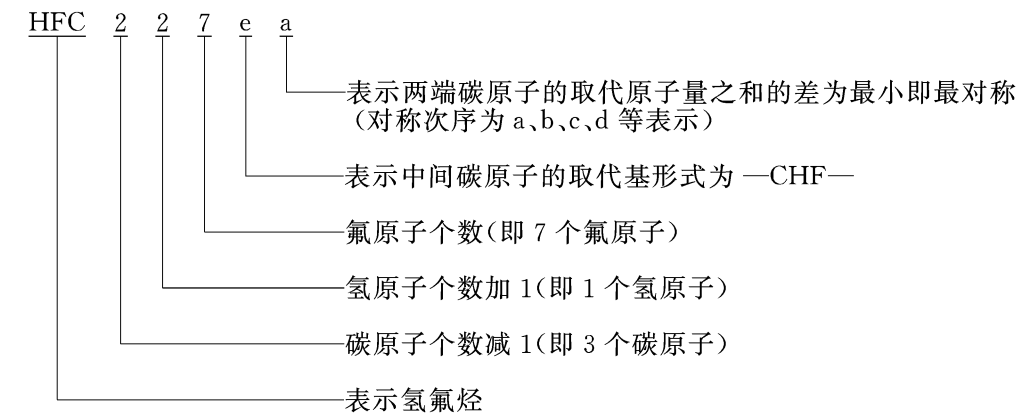 HFC 2 2 7 e a
表示两端碳原子的取代原子量之和的差为最小即最对称
(对称次序为 a、b、c、d 等表示)
表示中间碳原子的取代基形式为 —CHF—
氟原子个数(即 7 个氟原子)
氢原子个数加 1(即 1 个氢原子)
碳原子个数减 1(即 3 个碳原子)
表示氢氟烃